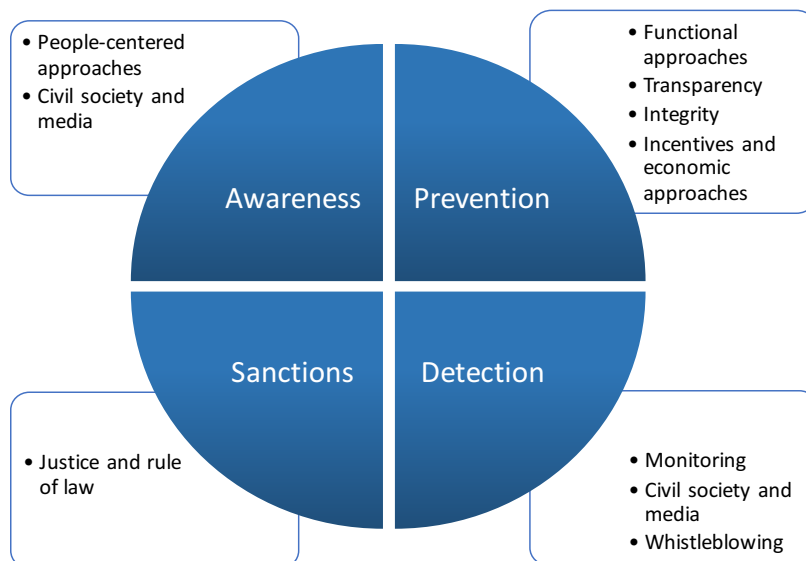 • People-centered
approaches
• Civil society and
media
• Functional
approaches
• Transparency
• Integrity
• Incentives and
economic
approaches
Awareness
Prevention
Sanctions
Detection
• Justice and rule
of law
• Monitoring
• Civil society and
media
• Whistleblowing